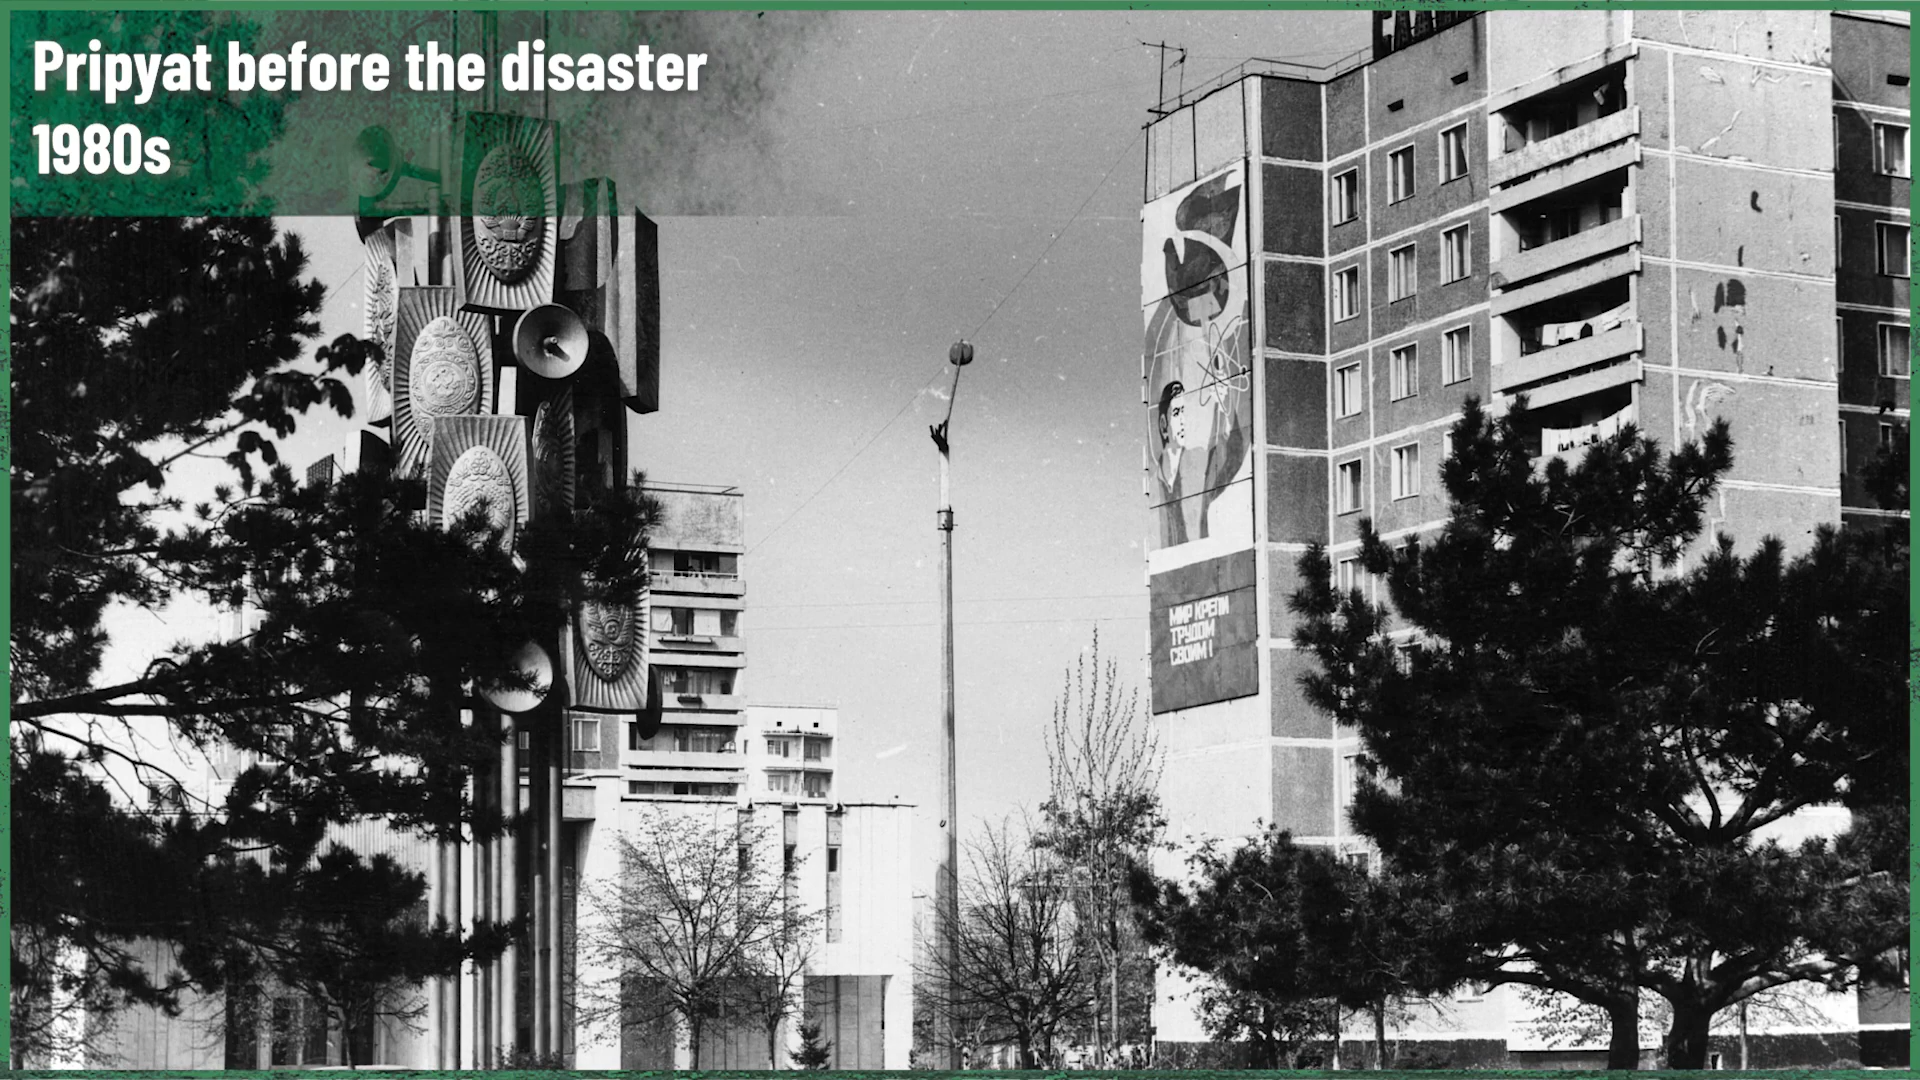 Pripyat before the disaster
1980s
МИР КРЕПИ
ТРУДОМ
СВОИМ!